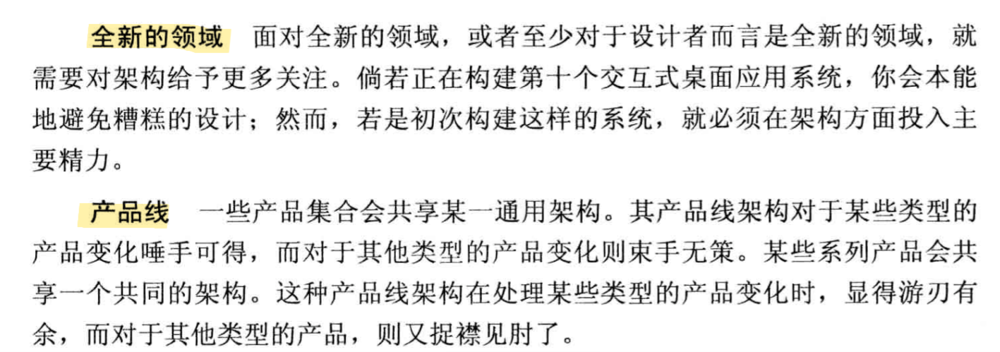 全新的领域 面对全新的领域，或者至少对于设计者而言是全新的领域，就
需要对架构给予更多关注。倘若正在构建第十个交互式桌面应用系统，你会本能
地避免糟糕的设计；然而，若是初次构建这样的系统，就必须在架构方面投入主
要精力。
产品线 一些产品集合会共享某一通用架构。其产品线架构对于某些类型的
产品变化唾手可得，而对于其他类型的产品变化则束手无策。某些系列产品会共
享一个共同的架构。这种产品线架构在处理某些类型的产品变化时，显得游刃有
余，而对于其他类型的产品，则又捉襟见肘了。